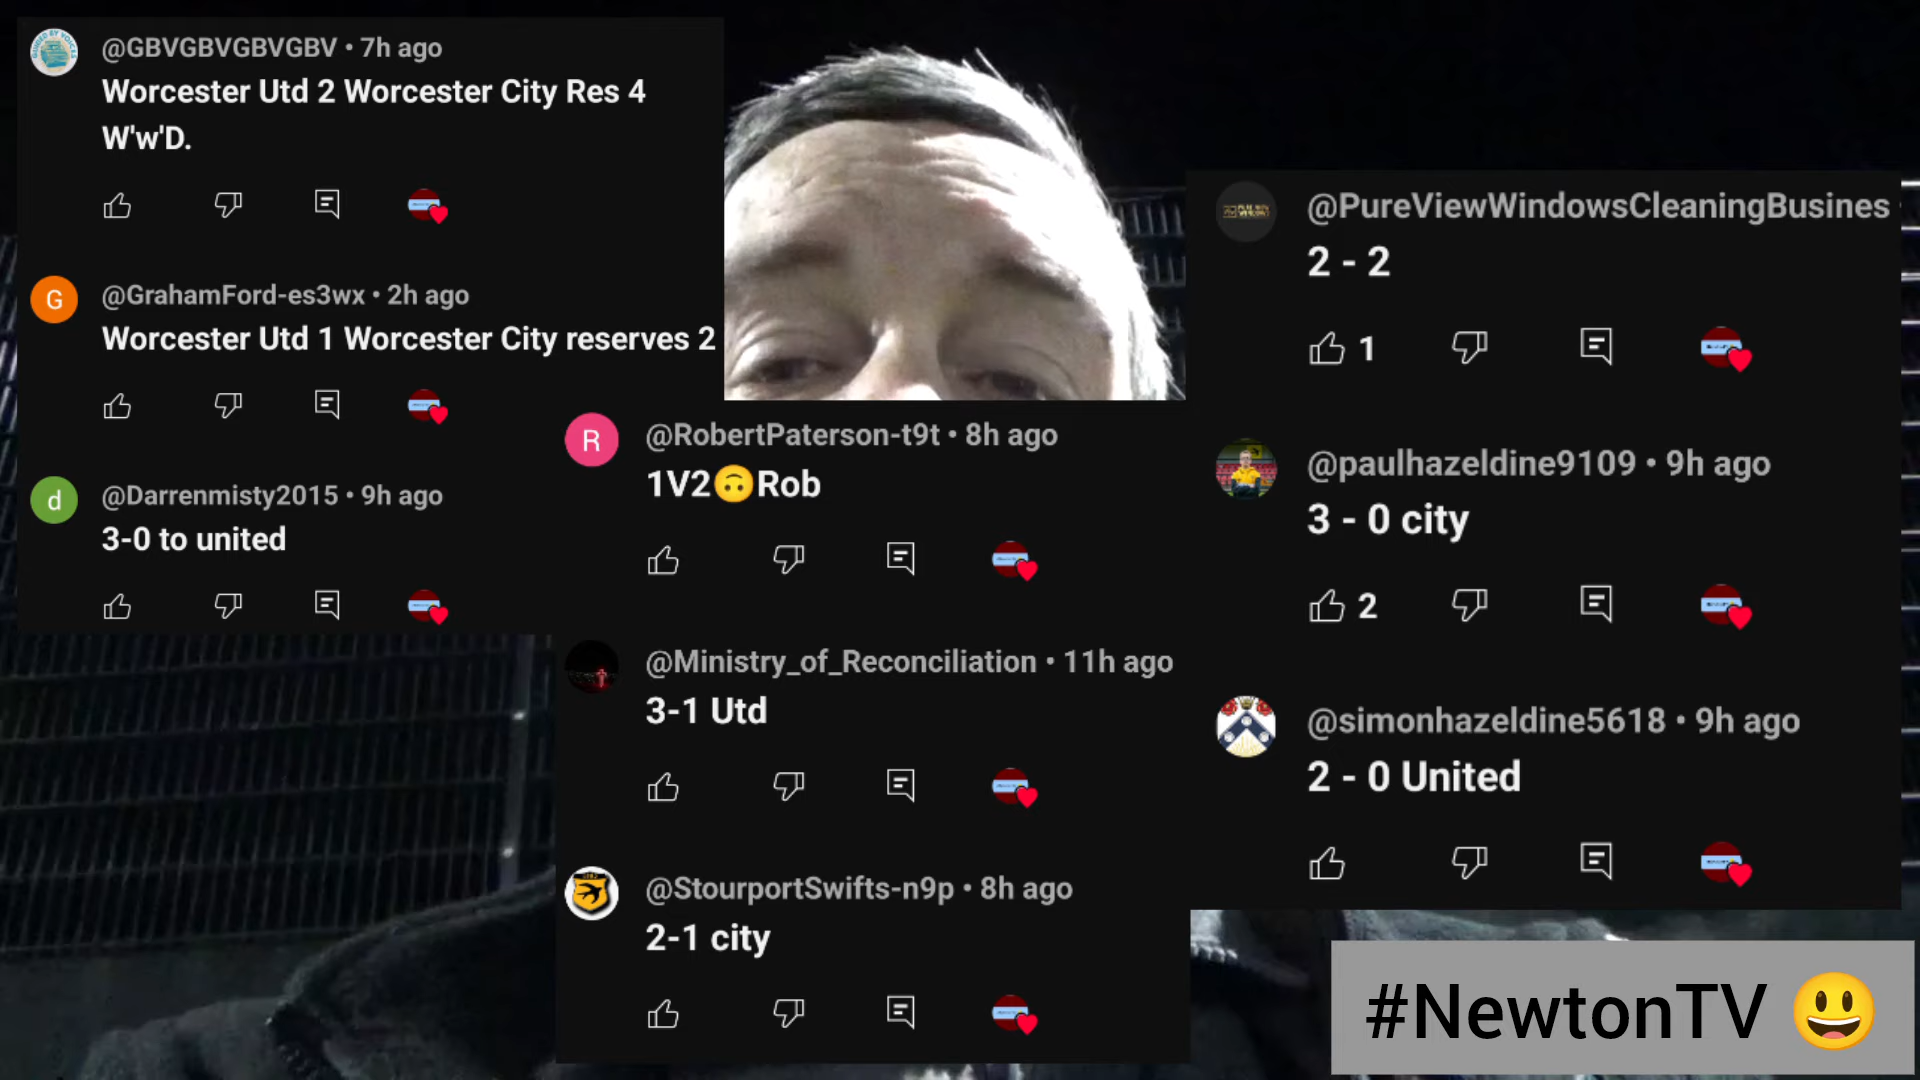 @GBVGBVGBVGBV • 7h ago
Worcester Utd 2 Worcester City Res 4
W'w'D.
G
@GrahamFord-es3wx • 2h ago
Worcester Utd 1 Worcester City reserves 2
d
@Darrenmisty2015 • 9h ago
3-0 to united
R
@RobertPaterson-t9t • 8h ago
1V2🙃Rob
@Ministry_of_Reconciliation • 11h ago
3-1 Utd
@StourportSwifts-n9p • 8h ago
2-1 city
@PureViewWindowsCleaningBusines
2 - 2
1
@paulhazeldine9109 • 9h ago
3 - 0 city
2
@simonhazeldine5618 • 9h ago
2 - 0 United
#NewtonTV 😃